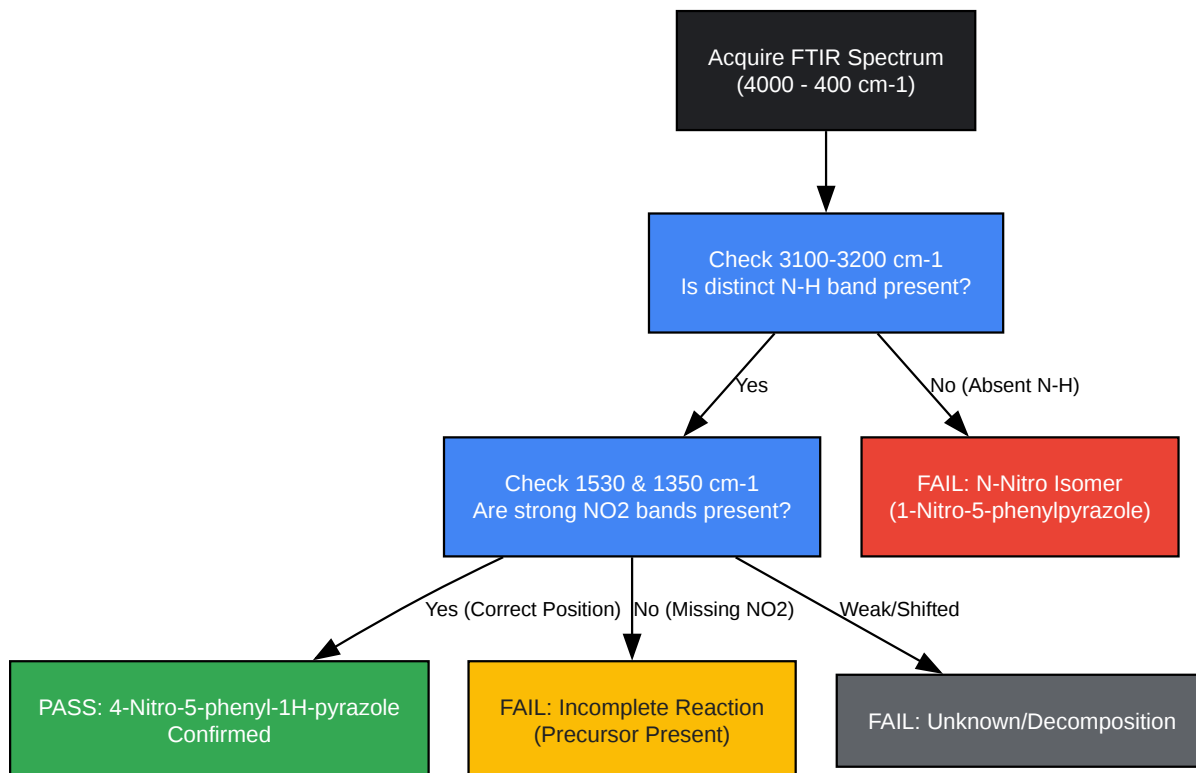 Acquire FTIR Spectrum
(4000 - 400 cm-1)
Check 3100-3200 cm-1
Is distinct N-H band present?
Yes
No (Absent N-H)
Check 1530 & 1350 cm-1
Are strong NO2 bands present?
FAIL: N-Nitro Isomer
(1-Nitro-5-phenylpyrazole)
Yes (Correct Position)
No (Missing NO2)
Weak/Shifted
PASS: 4-Nitro-5-phenyl-1H-pyrazole
Confirmed
FAIL: Incomplete Reaction
(Precursor Present)
FAIL: Unknown/Decomposition